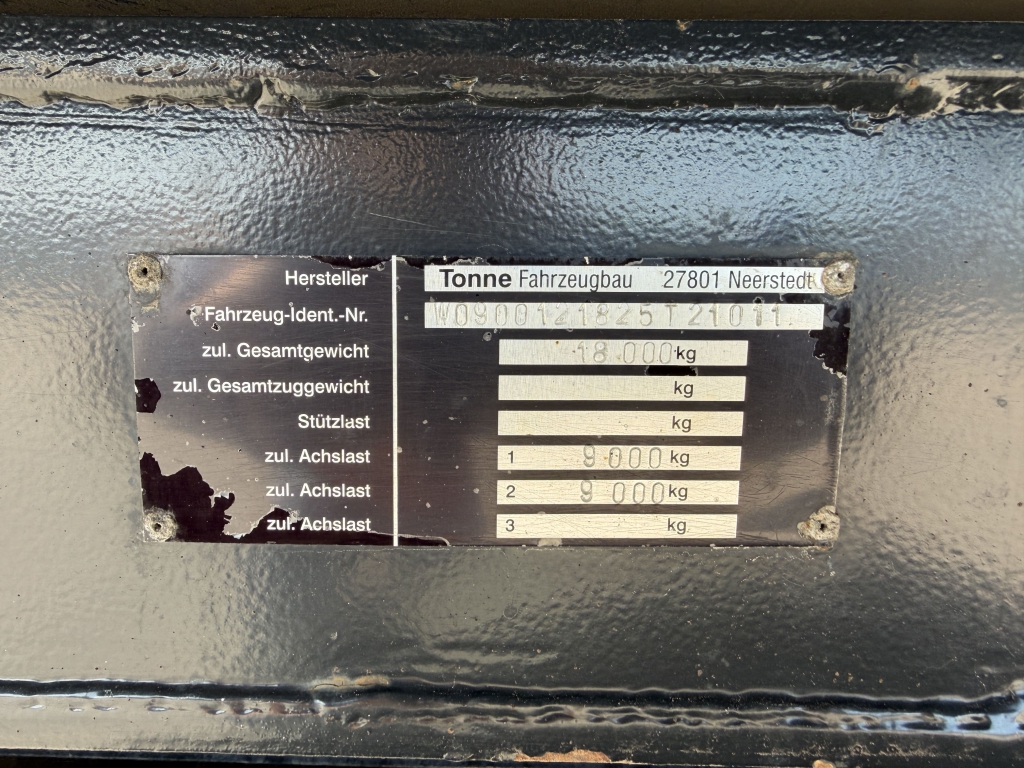 Hersteller Tonne Fahrzeugbau 27801 Neerstedt
Fahrzeug-Ident.-Nr. W0900121825T21011
zul. Gesamtgewicht 18.000 kg
zul. Gesamtzuggewicht kg
Stützlast kg
zul. Achslast 1 9.000 kg
zul. Achslast 2 9 000 kg
zul. Achslast 3 kg